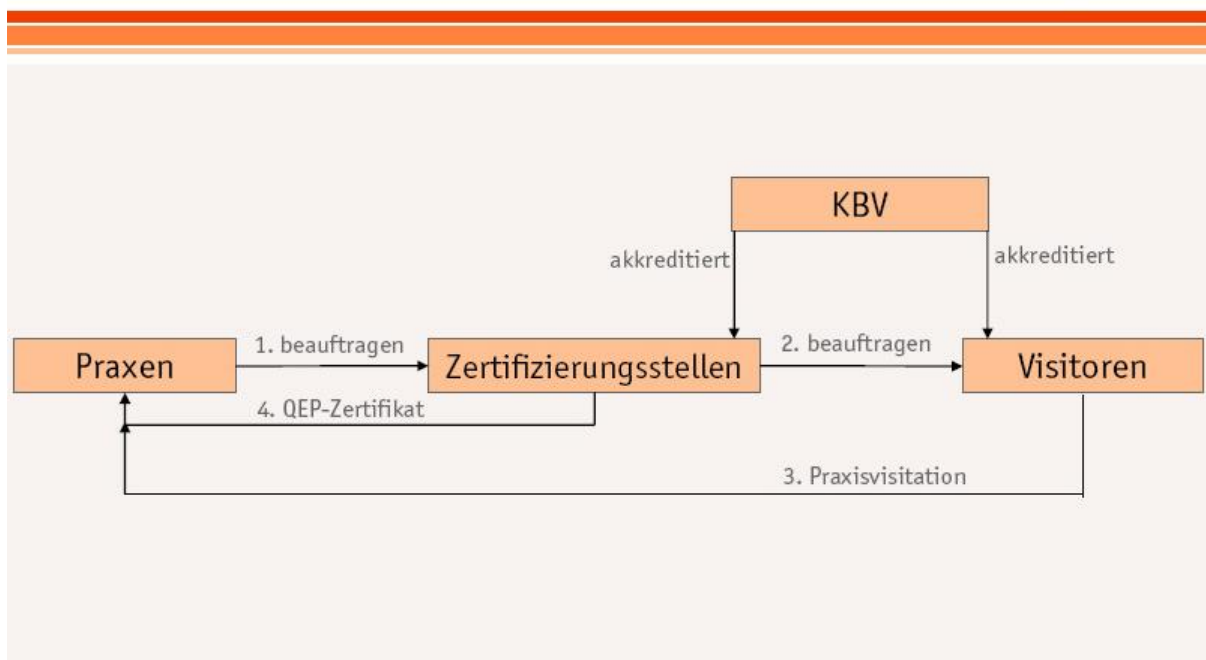 KBV
akkreditiert
akkreditiert
Praxen
1. beauftragen
Zertifizierungsstellen
2. beauftragen
Visitoren
4. QEP-Zertifikat
3. Praxisvisitation